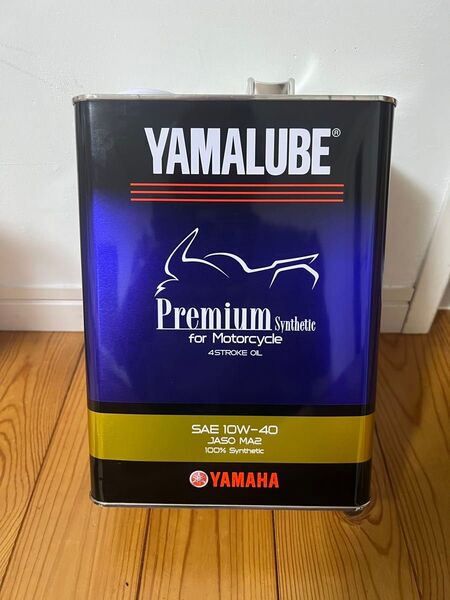 YAMALUBE®
Premium Synthetic
for Motorcycle
4STROKE OIL
SAE 10W-40
JASO MA2
100% Synthetic
YAMAHA